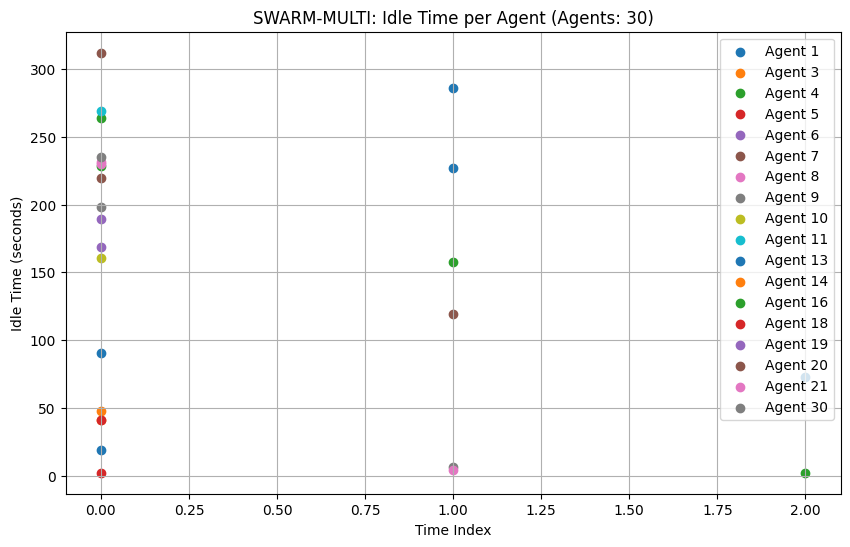 SWARM-MULTI: Idle Time per Agent (Agents: 30)
Idle Time (seconds)
300
250
200
150
100
50
0
Agent 1
Agent 3
Agent 4
Agent 5
Agent 6
Agent 7
Agent 8
Agent 9
Agent 10
Agent 11
Agent 13
Agent 14
Agent 16
Agent 18
Agent 19
Agent 20
Agent 21
Agent 30
0.00 0.25 0.50 0.75 1.00 1.25 1.50 1.75 2.00
Time Index